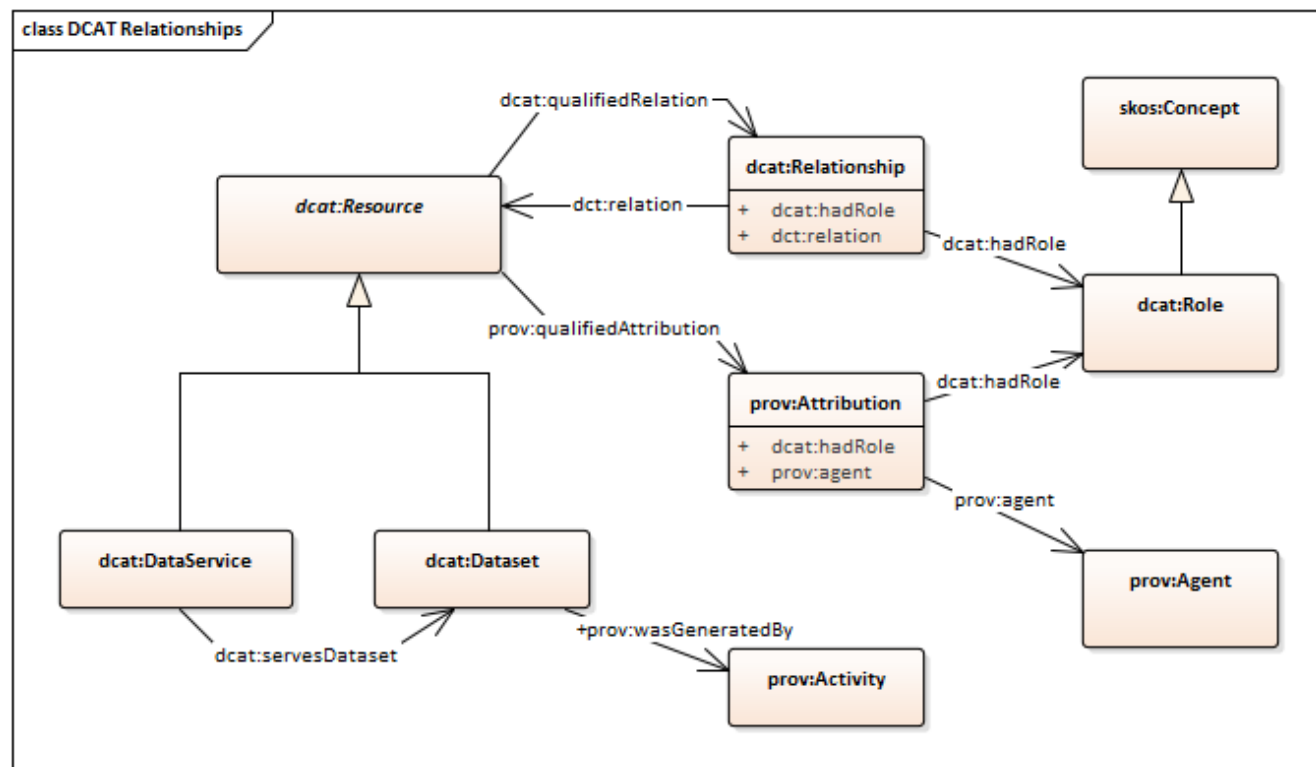 class DCAT Relationships
dcat:qualifiedRelation
skos:Concept
dcat:Relationship
dcat:Resource
dct:relation
+ dcat:hadRole
+ dct:relation
dcat:hadRole
dcat:Role
prov:qualifiedAttribution
dcat:hadRole
prov:Attribution
+ dcat:hadRole
+ prov:agent
prov:agent
dcat:DataService
dcat:Dataset
prov:Agent
+prov:wasGeneratedBy
dcat:servesDataset
prov:Activity